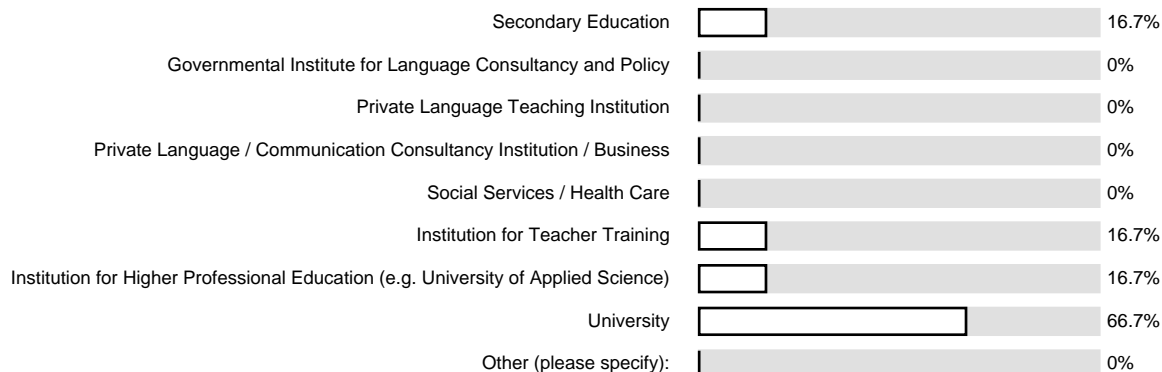 Secondary Education 16.7%
Governmental Institute for Language Consultancy and Policy 0%
Private Language Teaching Institution 0%
Private Language / Communication Consultancy Institution / Business 0%
Social Services / Health Care 0%
Institution for Teacher Training 16.7%
Institution for Higher Professional Education (e.g. University of Applied Science) 16.7%
University 66.7%
Other (please specify): 0%